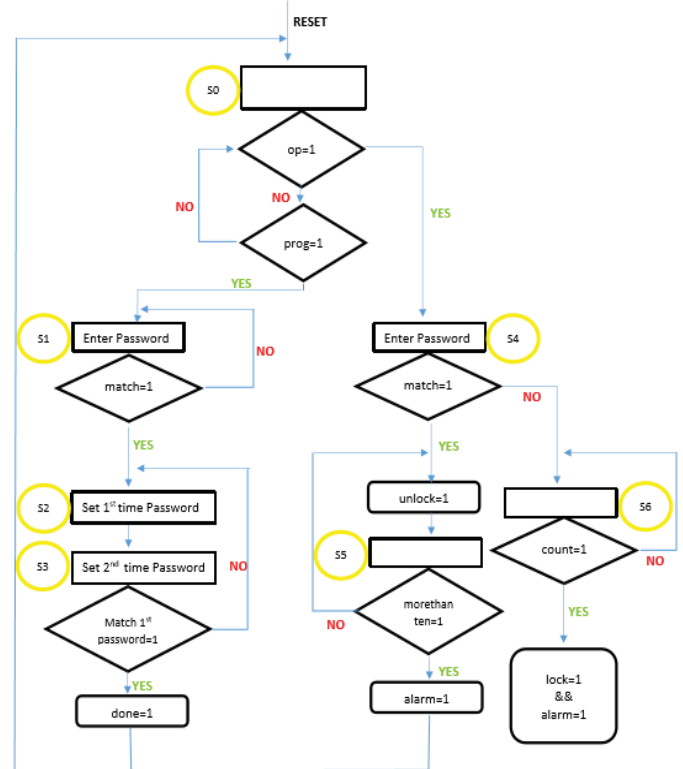 RESET
S0
op=1
NO
NO
YES
prog=1
YES
S1
Enter Password
NO
match=1
Enter Password
S4
match=1
NO
YES
YES
S2
Set 1st time Password
unlock=1
S6
S3
Set 2nd time Password
NO
S5
count=1
NO
Match 1st
password=1
morethan
ten=1
NO
YES
YES
YES
done=1
alarm=1
lock=1
&&
alarm=1